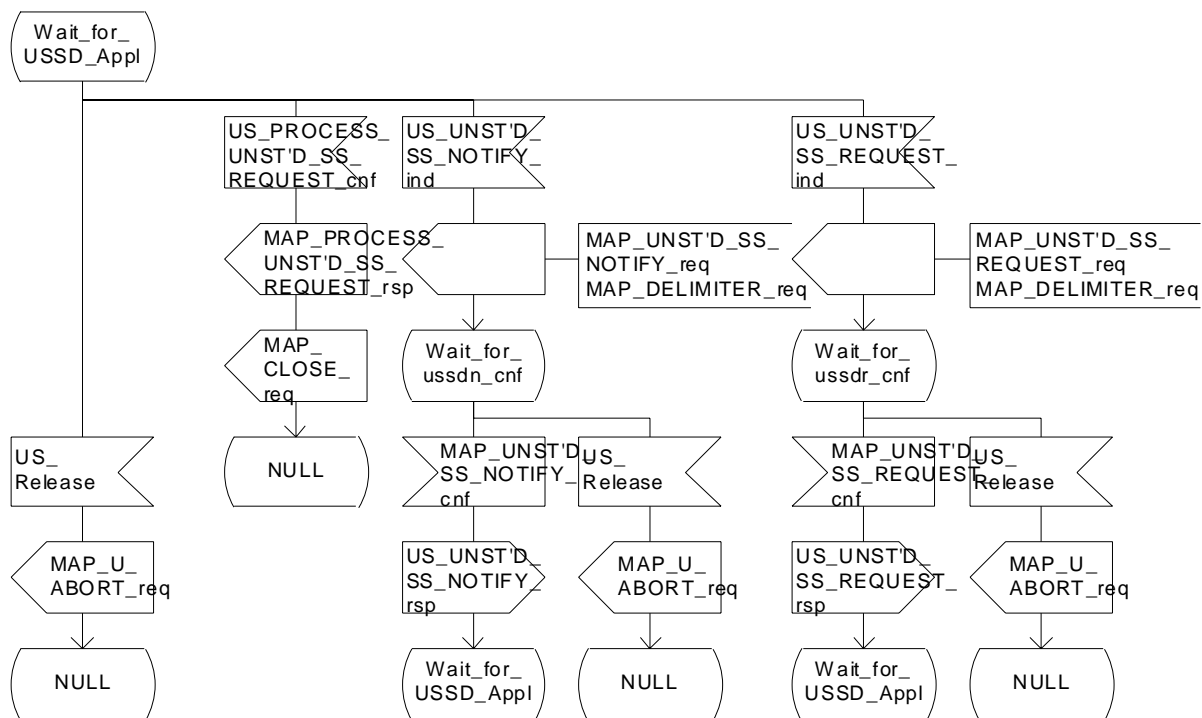 Wait_for_
USSD_Appl
US_PROCESS_
UNST'D_SS_
REQUEST_cnf
US_UNST'D_
SS_NOTIFY_
ind
US_UNST'D_
SS_REQUEST_
ind
MAP_PROCESS_
UNST'D_SS_
REQUEST_rsp
MAP_UNST'D_SS_
NOTIFY_req
MAP_DELIMITER_req
MAP_UNST'D_SS_
REQUEST_req
MAP_DELIMITER_req
MAP_
CLOSE_
req
Wait_for_
ussdn_cnf
Wait_for_
ussdr_cnf
US_
Release
NULL
MAP_UNST'D_
SS_NOTIFY_
cnf
US_
Release
MAP_UNST'D_
SS_REQUEST_
cnf
US_
Release
MAP_U_
ABORT_req
US_UNST'D_
SS_NOTIFY_
rsp
MAP_U_
ABORT_req
US_UNST'D_
SS_REQUEST_
rsp
MAP_U_
ABORT_req
NULL
Wait_for_
USSD_Appl
NULL
Wait_for_
USSD_Appl
NULL